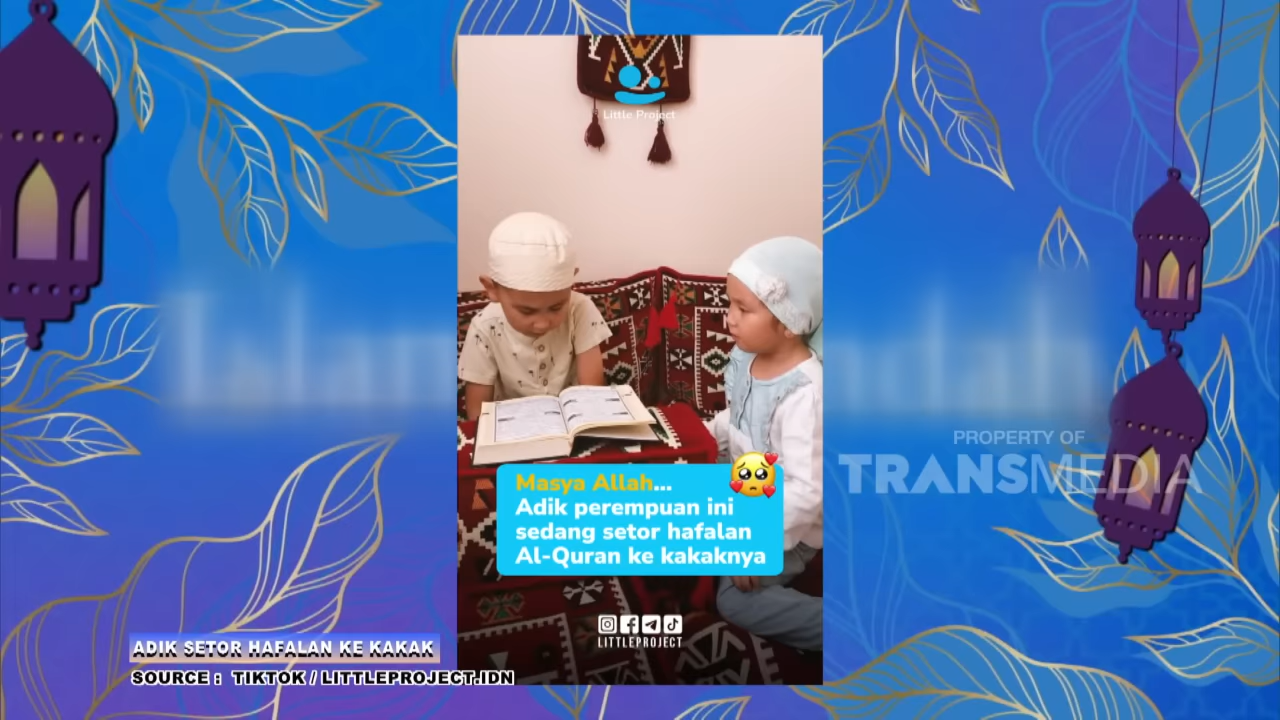 Little Project
PROPERTY OF
TRANSMEDIA
Masya Allah...
Adik perempuan ini
sedang setor hafalan
Al-Quran ke kakaknya
LITTLEPROJECT
ADIK SETOR HAFALAN KE KAKAK
SOURCE : TIKTOK / LITTLEPROJECT.IDN